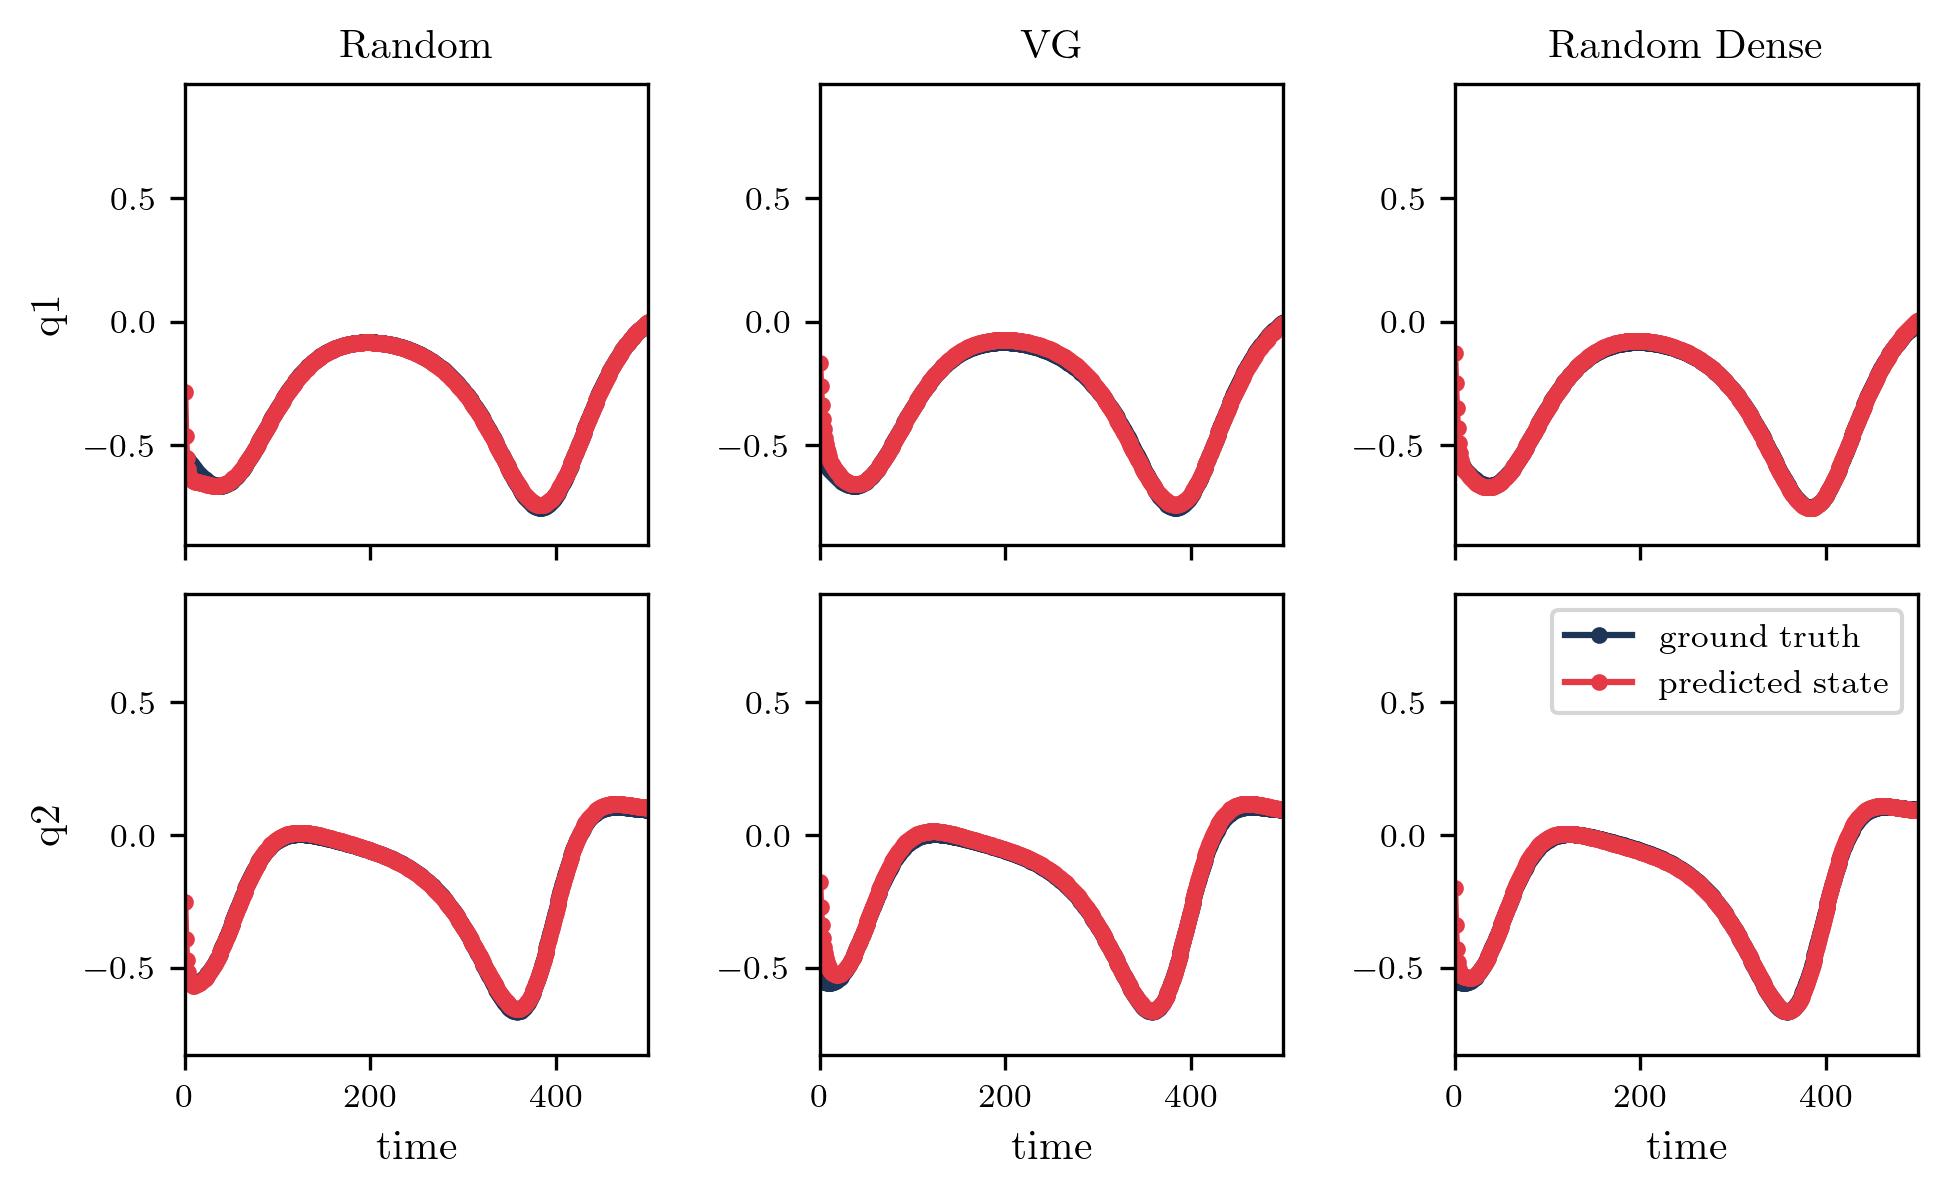 Random VG Random Dense
q1
0.5 0.5 0.5
0.0 0.0 0.0
−0.5 −0.5 −0.5
q2
ground truth
predicted state
0.5 0.5 0.5
0.0 0.0 0.0
−0.5 −0.5 −0.5
0 200 400 0 200 400 0 200 400
time time time